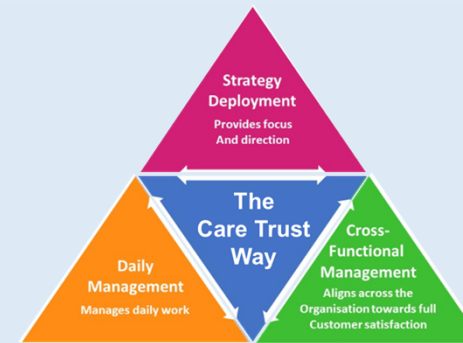 Strategy
Deployment
Provides focus
And direction
The
Care Trust
Way
Daily
Management
Manages daily work
Cross-
Functional
Management
Aligns across the
Organisation towards full
Customer satisfaction